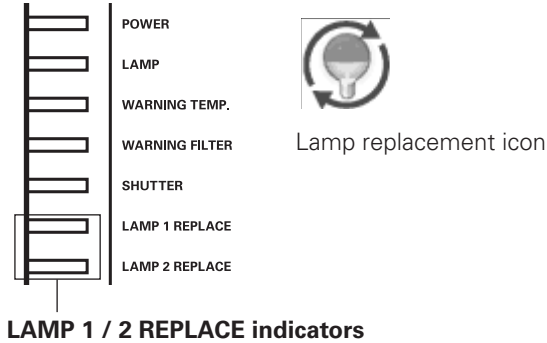 POWER
LAMP
WARNING TEMP.
WARNING FILTER
SHUTTER
LAMP 1 REPLACE
LAMP 2 REPLACE
LAMP 1 / 2 REPLACE indicators
Lamp replacement icon